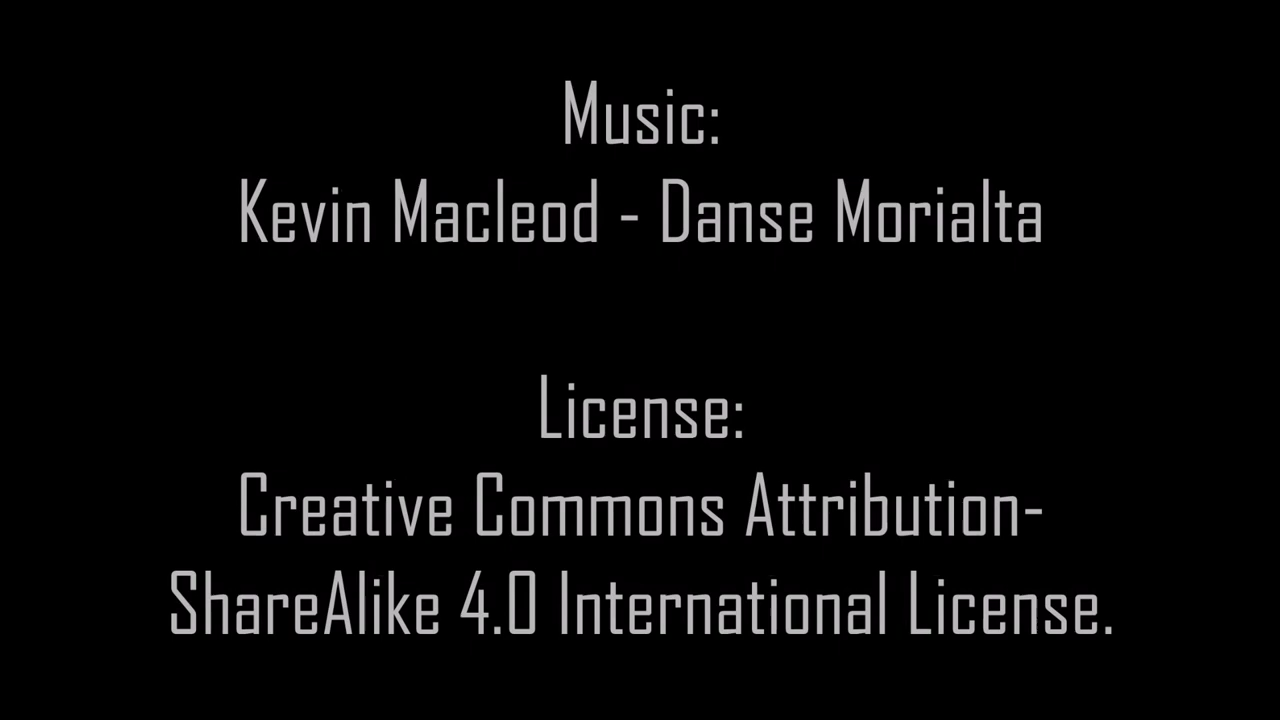 Music:
Kevin Macleod - Danse Morialta
License:
Creative Commons Attribution-
ShareAlike 4.0 International License.